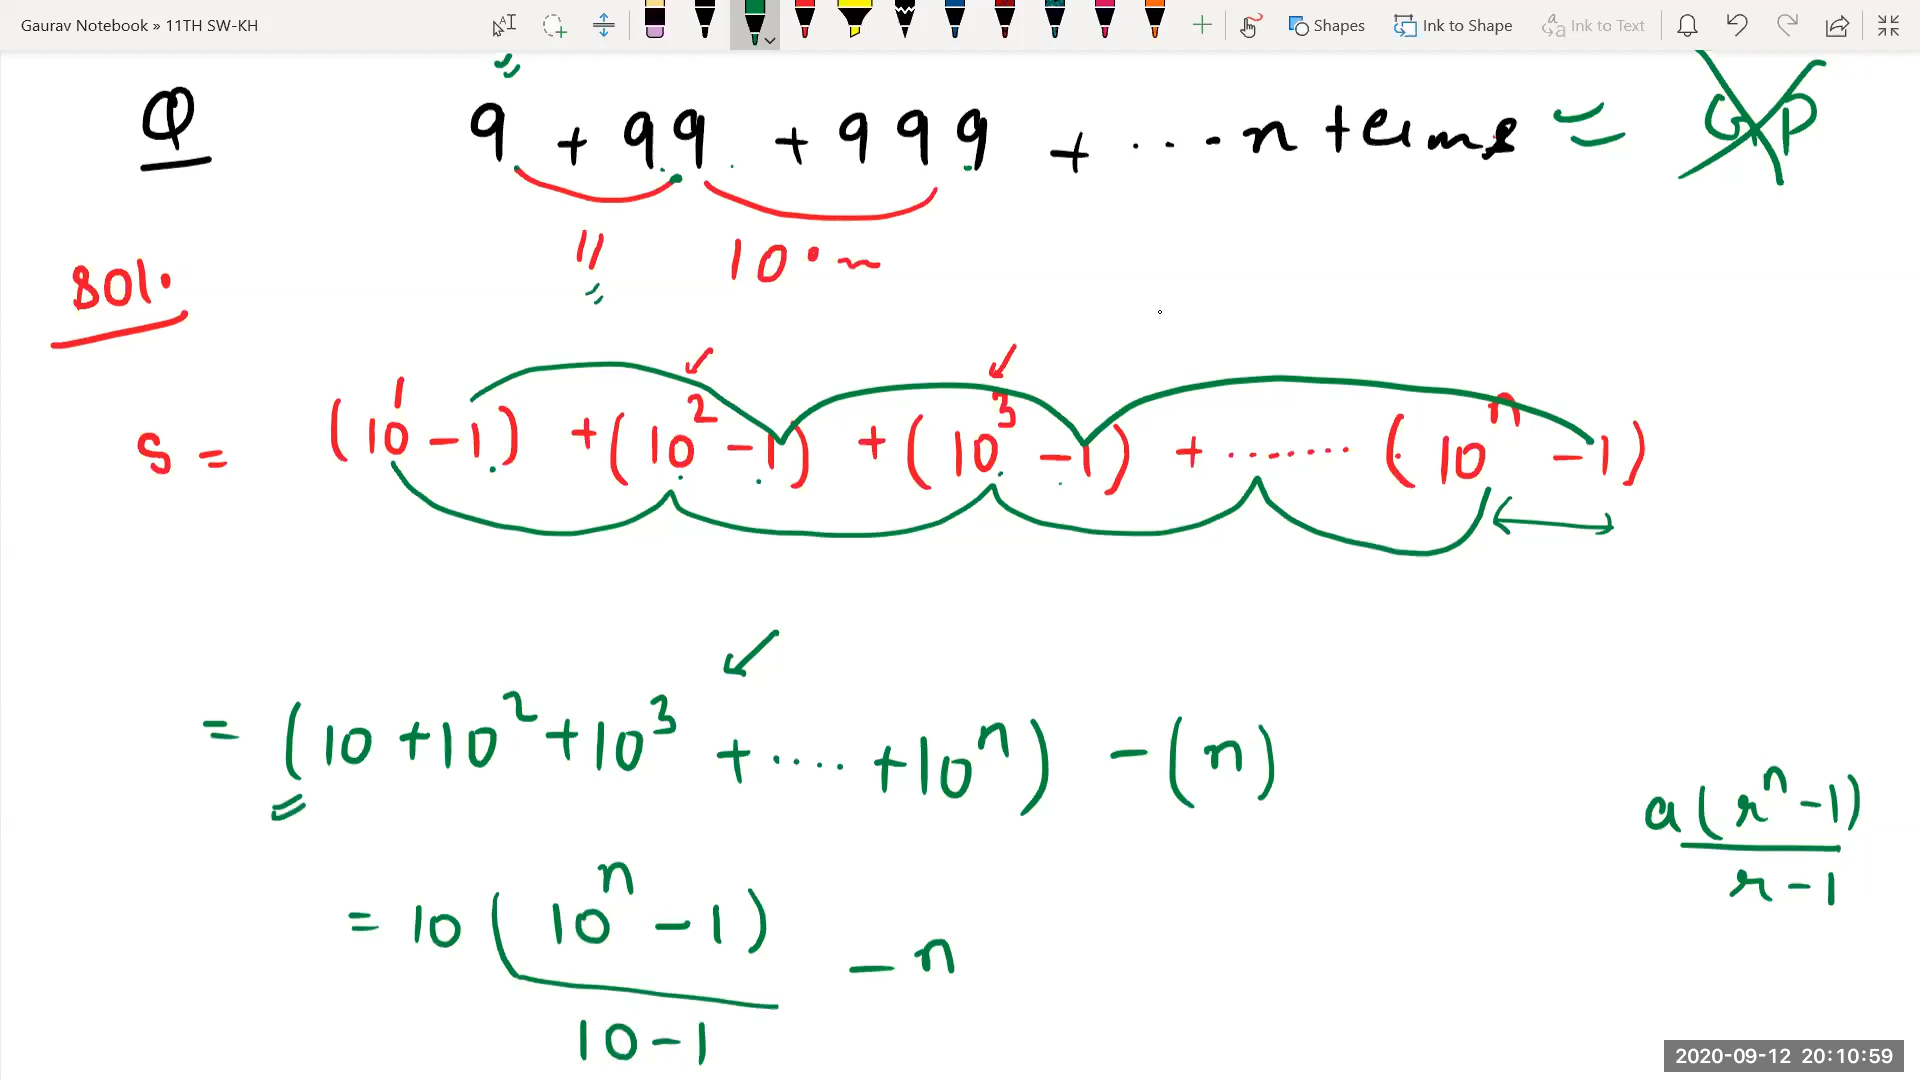 Gaurav Notebook » 11TH SW-KH
Shapes Ink to Shape Ink to Text
Q 9 + 99 + 999 + ...n terms = GP
11 10.~
Sol.
S = (10¹ - 1) + (10² - 1) + (10³ - 1) + ........ (10ⁿ - 1)
= (10 + 10² + 10³ + .... + 10ⁿ) - (n)
a(rⁿ - 1)
r - 1
= 10 (10ⁿ - 1) - n
10 - 1
2020-09-12 20:10:59